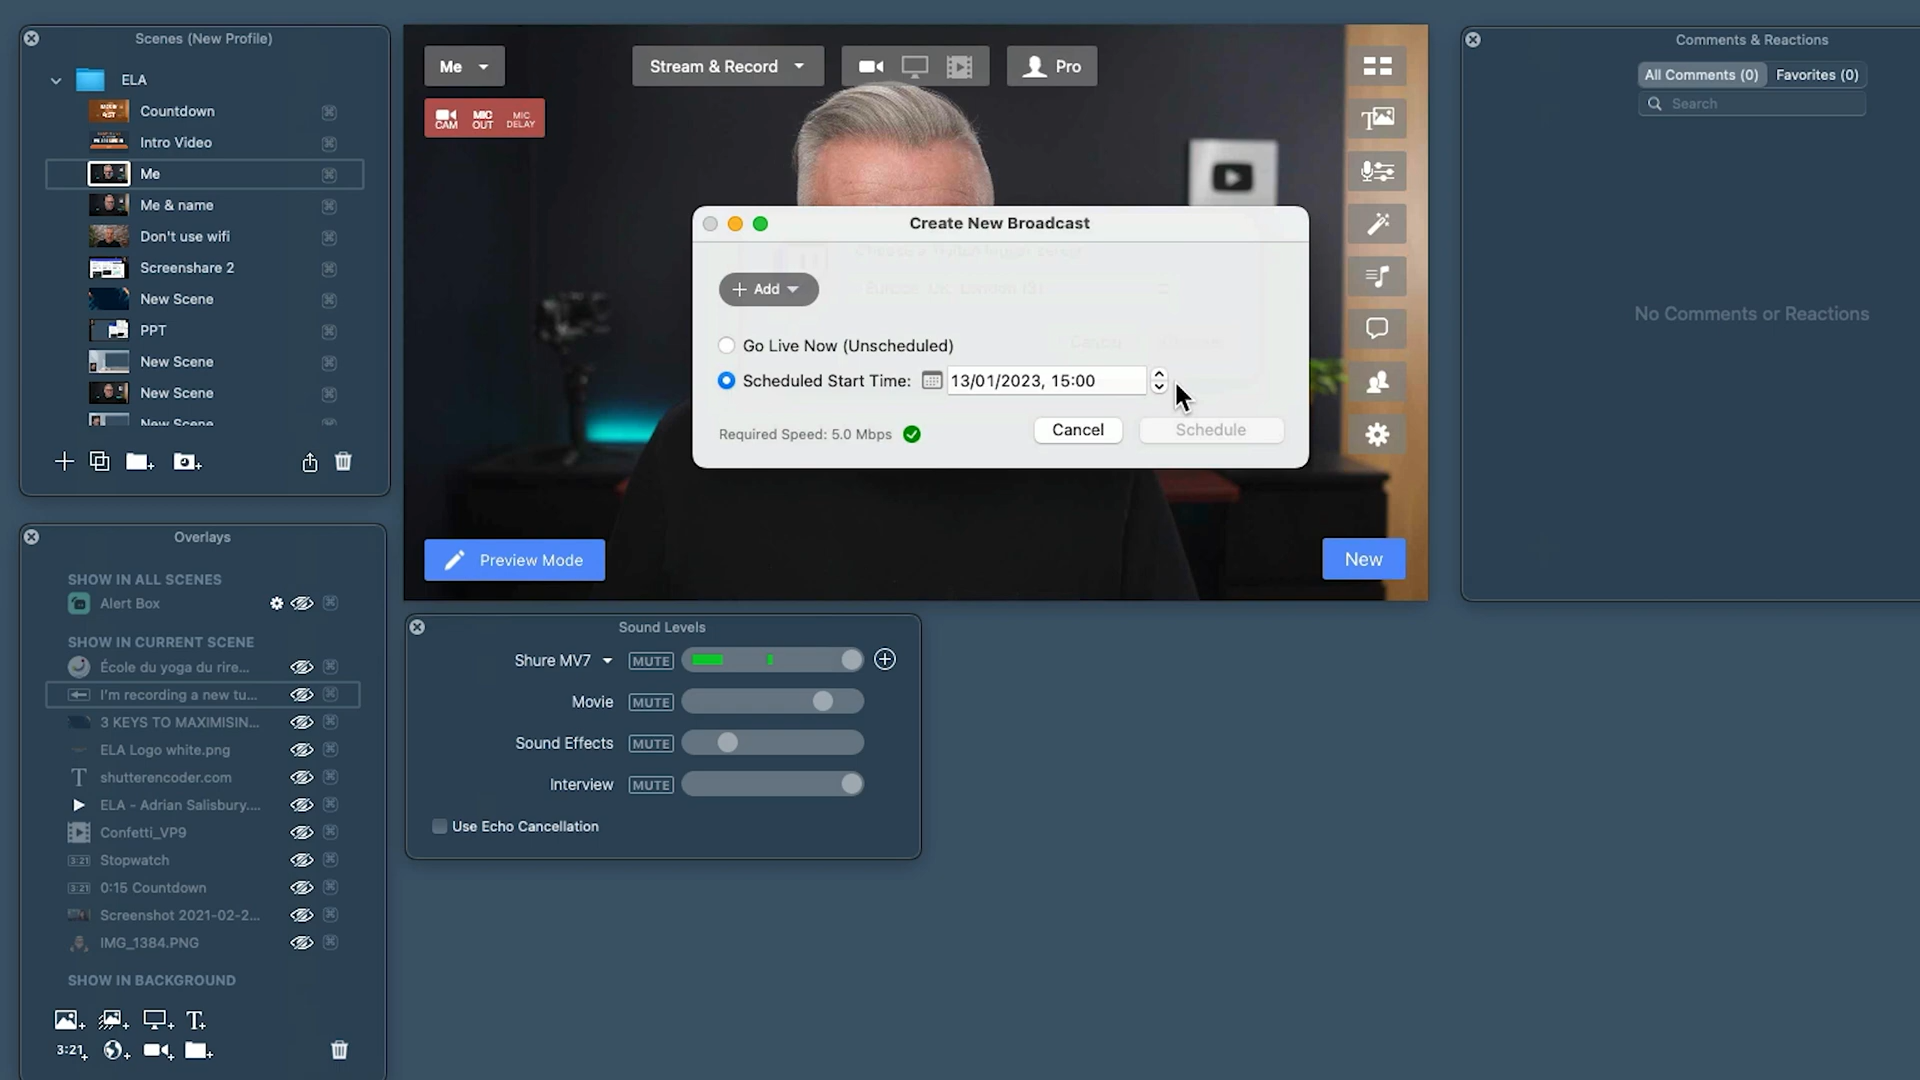 Scenes (New Profile)
ELA
Countdown
Intro Video
Me
Me & name
Don't use wifi
Screenshare 2
New Scene
PPT
New Scene
New Scene
New Scene
Overlays
SHOW IN ALL SCENES
Alert Box
SHOW IN CURRENT SCENE
École du yoga du rire...
I'm recording a new tu...
3 KEYS TO MAXIMISIN...
ELA Logo white.png
shutterencoder.com
ELA - Adrian Salisbury....
Confetti_VP9
3:21 Stopwatch
3:21 0:15 Countdown
Screenshot 2021-02-2...
IMG_1384.PNG
SHOW IN BACKGROUND
3:21
Me
Stream & Record
Pro
CAM
MIC OUT
MIC DELAY
Create New Broadcast
+ Add
Go Live Now (Unscheduled)
Scheduled Start Time: 13/01/2023, 15:00
Required Speed: 5.0 Mbps
Cancel
Schedule
Preview Mode
New
Sound Levels
Shure MV7 MUTE
Movie MUTE
Sound Effects MUTE
Interview MUTE
Use Echo Cancellation
Comments & Reactions
All Comments (0) Favorites (0)
Search
No Comments or Reactions